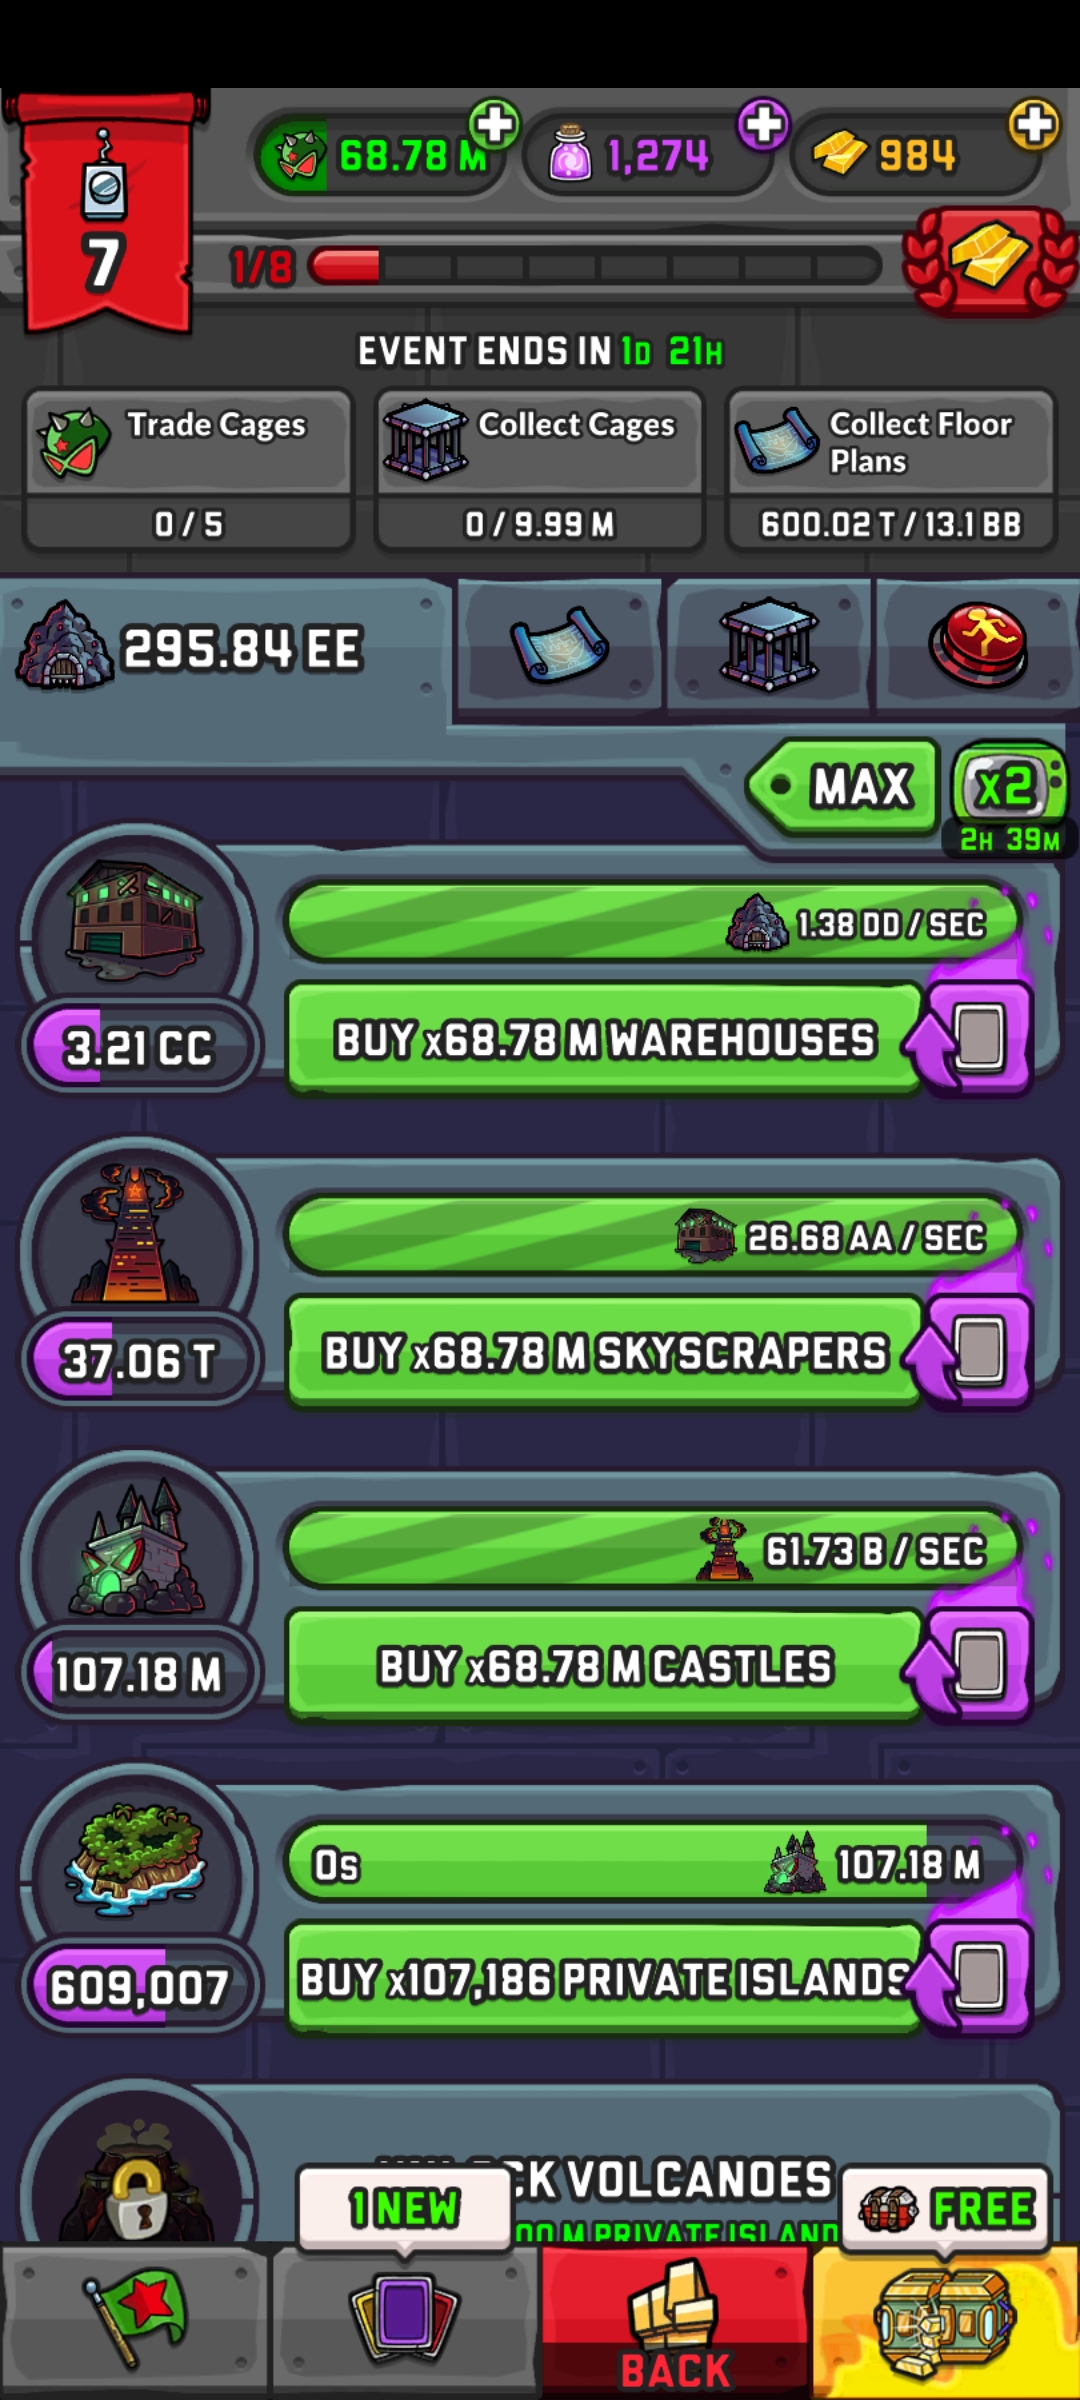 68.78 M
1,274
984
7
1/8
EVENT ENDS IN 1D 21H
Trade Cages
0 / 5
Collect Cages
0 / 9.99 M
Collect Floor
Plans
600.02 T / 13.1 BB
295.84 EE
MAX
x2
2H 39M
1.38 DD / SEC
3.21 CC
BUY x68.78 M WAREHOUSES
26.68 AA / SEC
37.06 T
BUY x68.78 M SKYSCRAPERS
61.73 B / SEC
107.18 M
BUY x68.78 M CASTLES
0s
107.18 M
609,007
BUY x107,186 PRIVATE ISLANDS
VOLCANOES
1 NEW
FREE
M PRIVATE ISLAND
BACK